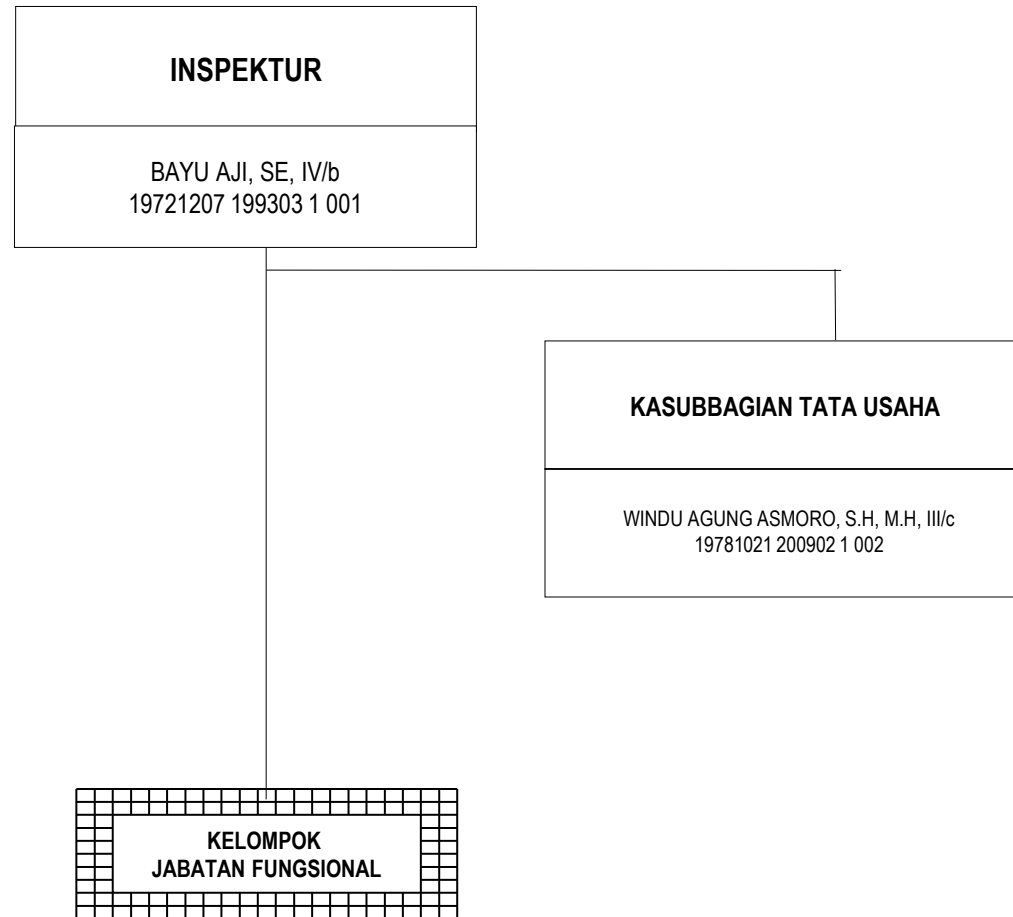 INSPEKTUR
BAYU AJI, SE, IV/b
19721207 199303 1 001
KASUBBAGIAN TATA USAHA
WINDU AGUNG ASMORO, S.H, M.H, III/c
19781021 200902 1 002
KELOMPOK
JABATAN FUNGSIONAL